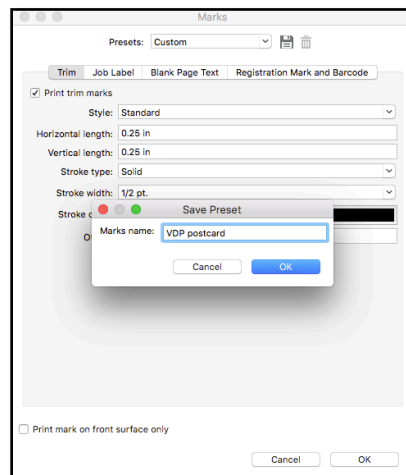 Marks
Presets: Custom
Trim Job Label Blank Page Text Registration Mark and Barcode
Print trim marks
Style: Standard
Horizontal length: 0.25 in
Vertical length: 0.25 in
Stroke type: Solid
Stroke width: 1/2 pt.
Stroke
Save Preset
Marks name: VDP postcard
Cancel OK
Print mark on front surface only
Cancel OK